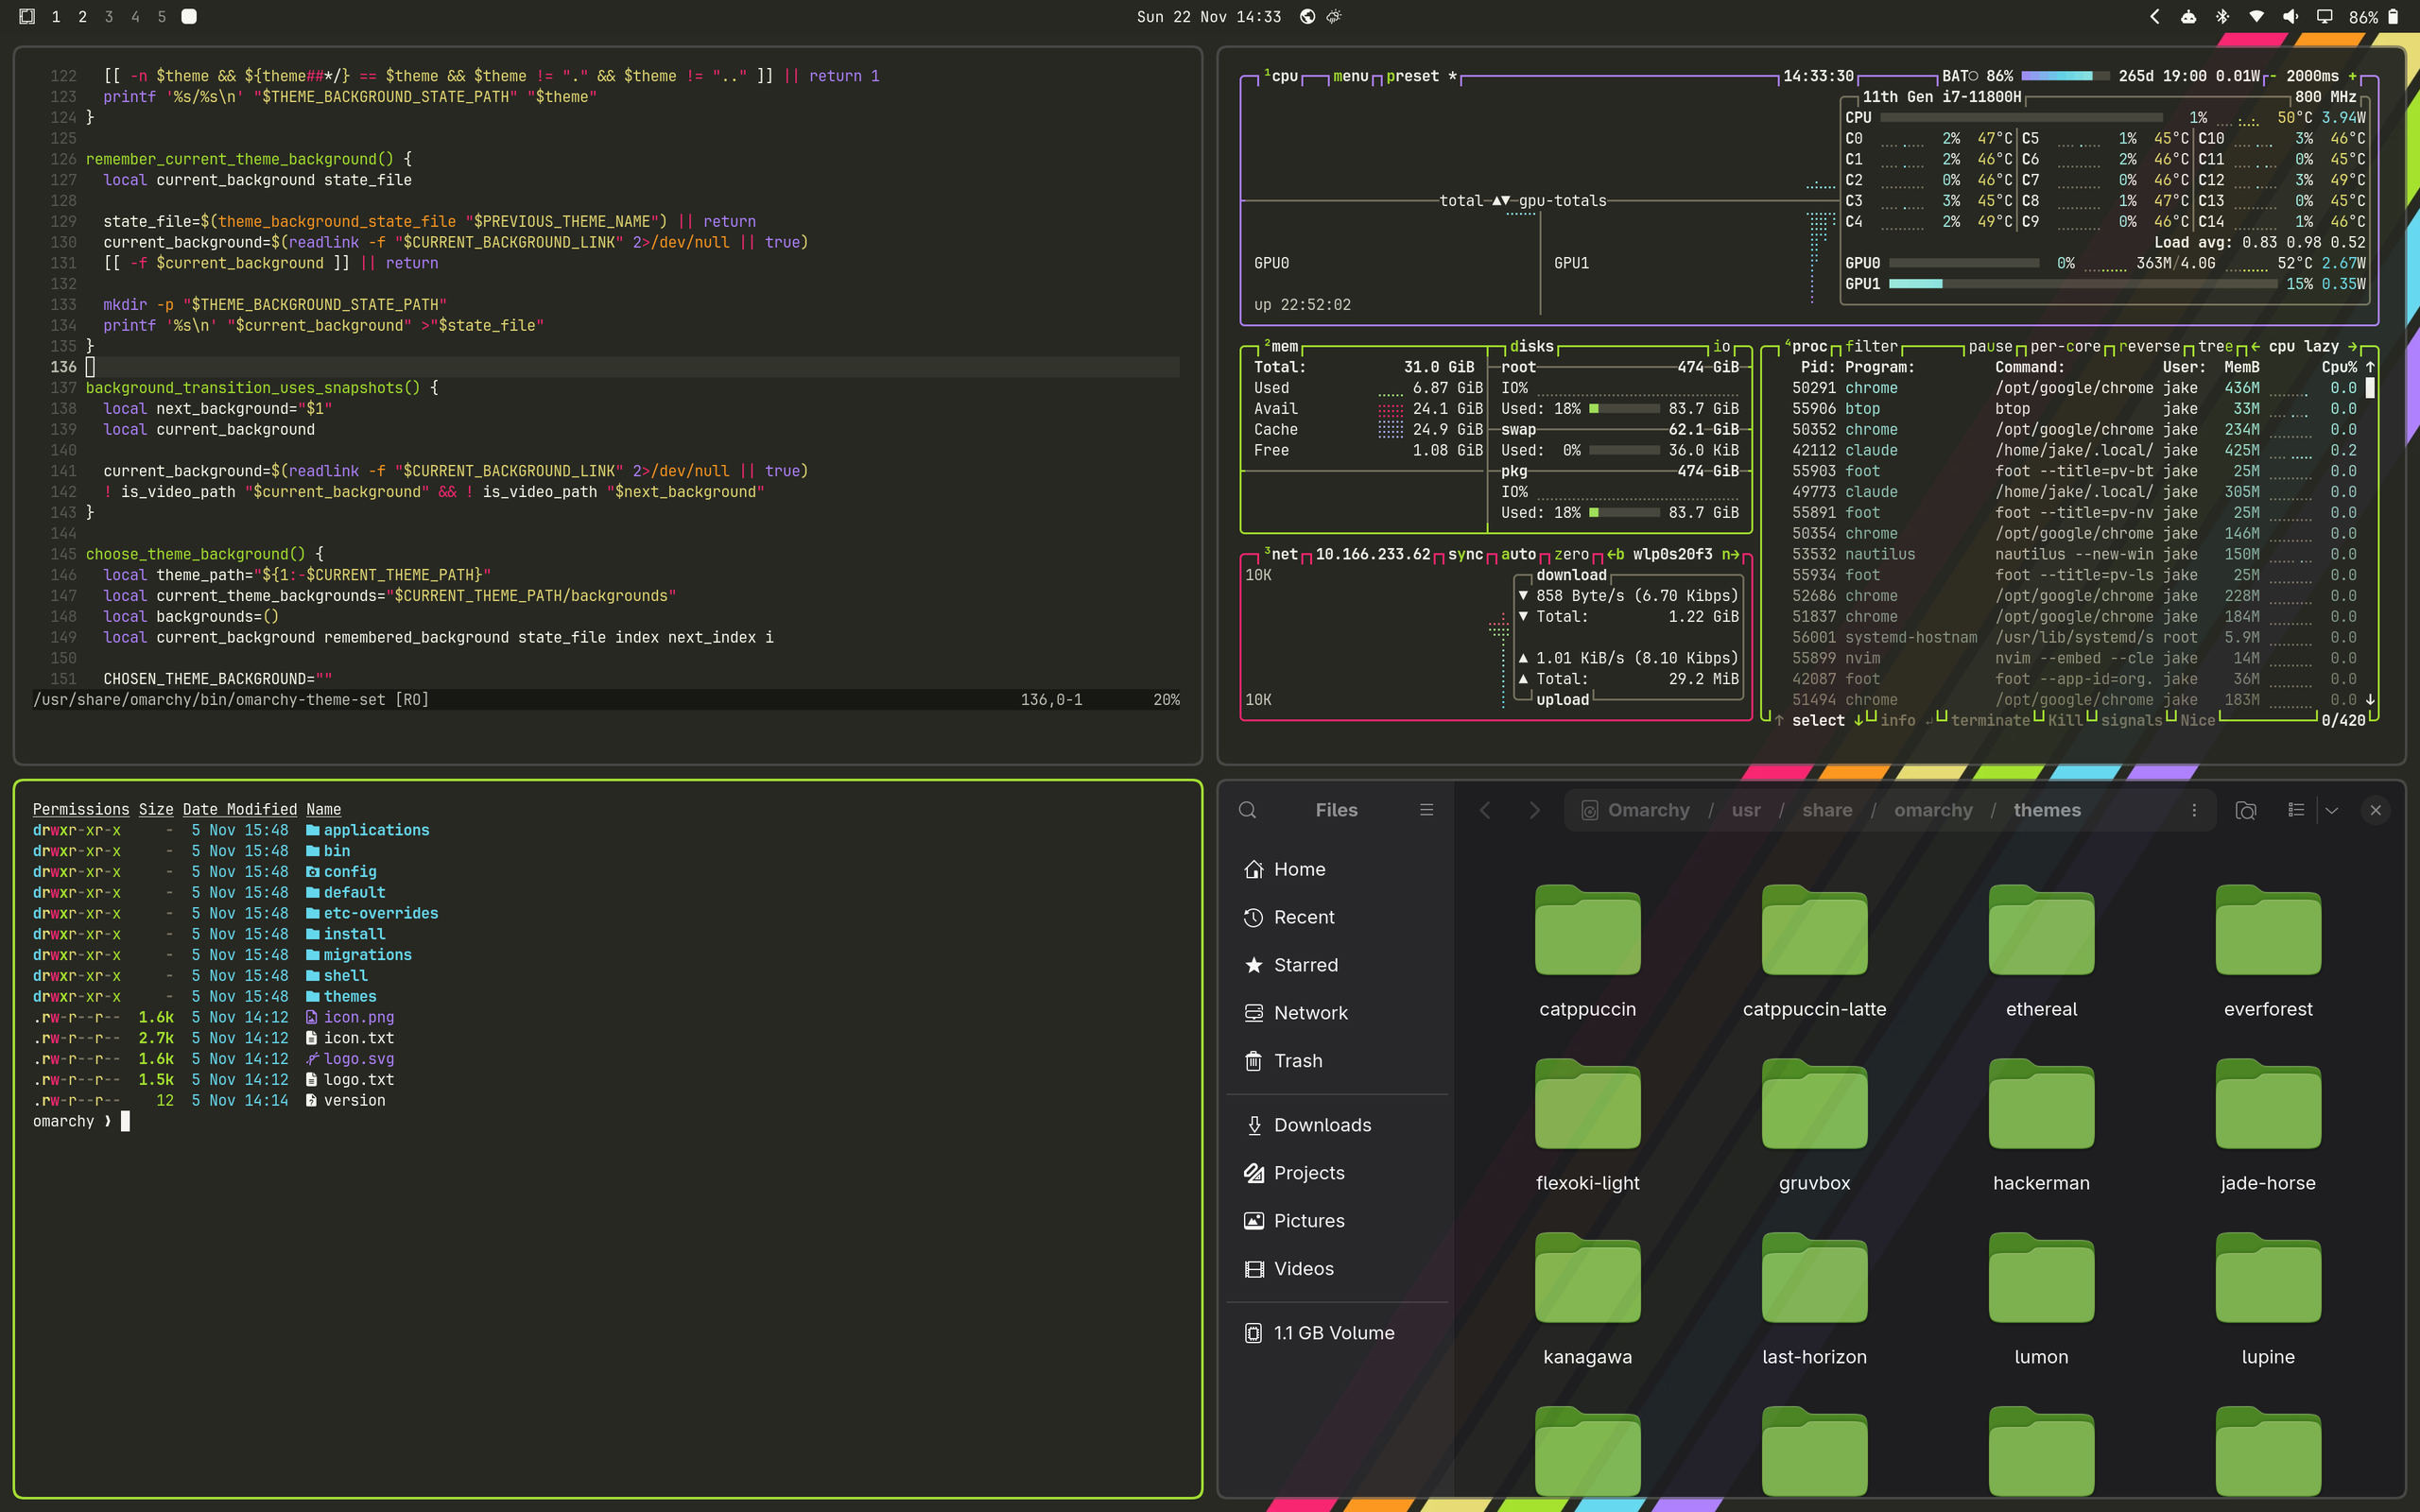 1 2 3 4 5
Sun 22 Nov 14:33
86%
122 [[ -n $theme && ${theme##*/} == $theme && $theme != "." && $theme != ".." ]] || return 1
123 printf '%s/%s\n' "$THEME_BACKGROUND_STATE_PATH" "$theme"
124 }
125
126 remember_current_theme_background() {
127 local current_background state_file
128
129 state_file=$(theme_background_state_file "$PREVIOUS_THEME_NAME") || return
130 current_background=$(readlink -f "$CURRENT_BACKGROUND_LINK" 2>/dev/null || true)
131 [[ -f $current_background ]] || return
132
133 mkdir -p "$THEME_BACKGROUND_STATE_PATH"
134 printf '%s\n' "$current_background" >"$state_file"
135 }
136
137 background_transition_uses_snapshots() {
138 local next_background="$1"
139 local current_background
140
141 current_background=$(readlink -f "$CURRENT_BACKGROUND_LINK" 2>/dev/null || true)
142 ! is_video_path "$current_background" && ! is_video_path "$next_background"
143 }
144
145 choose_theme_background() {
146 local theme_path="${1:-$CURRENT_THEME_PATH}"
147 local current_theme_backgrounds="$CURRENT_THEME_PATH/backgrounds"
148 local backgrounds=()
149 local current_background remembered_background state_file index next_index i
150
151 CHOSEN_THEME_BACKGROUND=""
/usr/share/omarchy/bin/omarchy-theme-set [RO] 136,0-1 20%
1cpu menu preset * 14:33:30 BAT○ 86% 265d 19:00 0.01W - 2000ms +
11th Gen i7-11800H 800 MHz
CPU 1% 50°C 3.94W
C0 2% 47°C C5 1% 45°C C10 3% 46°C
C1 2% 46°C C6 2% 46°C C11 0% 45°C
C2 0% 46°C C7 0% 46°C C12 3% 49°C
C3 3% 45°C C8 1% 47°C C13 0% 45°C
C4 2% 49°C C9 0% 46°C C14 1% 46°C
Load avg: 0.83 0.98 0.52
GPU0 0% 363M/4.0G 52°C 2.67W
GPU1 15% 0.35W
total ▲▼ gpu-totals
GPU0 GPU1
up 22:52:02
2mem disks io
Total: 31.0 GiB
Used 6.87 GiB
Avail 24.1 GiB
Cache 24.9 GiB
Free 1.08 GiB
root 474 GiB
IO%
Used: 18% 83.7 GiB
swap 62.1 GiB
Used: 0% 36.0 KiB
pkg 474 GiB
IO%
Used: 18% 83.7 GiB
3net 10.166.233.62 sync auto zero ←b wlp0s20f3 n→
10K
download
▼ 858 Byte/s (6.70 Kibps)
▼ Total: 1.22 GiB
▲ 1.01 KiB/s (8.10 Kibps)
▲ Total: 29.2 MiB
upload
10K
4proc filter pause per-core reverse tree ← cpu lazy →
Pid: Program: Command: User: MemB Cpu% ↑
50291 chrome /opt/google/chrome jake 436M 0.0
55906 btop btop jake 33M 0.0
50352 chrome /opt/google/chrome jake 234M 0.0
42112 claude /home/jake/.local/ jake 425M 0.2
55903 foot foot --title=pv-bt jake 25M 0.0
49773 claude /home/jake/.local/ jake 305M 0.0
55891 foot foot --title=pv-nv jake 25M 0.0
50354 chrome /opt/google/chrome jake 146M 0.0
53532 nautilus nautilus --new-win jake 150M 0.0
55934 foot foot --title=pv-ls jake 25M 0.0
52686 chrome /opt/google/chrome jake 228M 0.0
51837 chrome /opt/google/chrome jake 184M 0.0
56001 systemd-hostnam /usr/lib/systemd/s root 5.9M 0.0
55899 nvim nvim --embed --cle jake 14M 0.0
42087 foot foot --app-id=org. jake 36M 0.0
51494 chrome /opt/google/chrome jake 183M 0.0 ↓
↑ select ↓ info ↵ terminate Kill signals Nice 0/420
Permissions Size Date Modified Name
drwxr-xr-x - 5 Nov 15:48 applications
drwxr-xr-x - 5 Nov 15:48 bin
drwxr-xr-x - 5 Nov 15:48 config
drwxr-xr-x - 5 Nov 15:48 default
drwxr-xr-x - 5 Nov 15:48 etc-overrides
drwxr-xr-x - 5 Nov 15:48 install
drwxr-xr-x - 5 Nov 15:48 migrations
drwxr-xr-x - 5 Nov 15:48 shell
drwxr-xr-x - 5 Nov 15:48 themes
.rw-r--r-- 1.6k 5 Nov 14:12 icon.png
.rw-r--r-- 2.7k 5 Nov 14:12 icon.txt
.rw-r--r-- 1.6k 5 Nov 14:12 logo.svg
.rw-r--r-- 1.5k 5 Nov 14:12 logo.txt
.rw-r--r-- 12 5 Nov 14:14 version
omarchy ❯
Files
Omarchy / usr / share / omarchy / themes
Home
Recent
Starred
Network
Trash
Downloads
Projects
Pictures
Videos
1.1 GB Volume
catppuccin catppuccin-latte ethereal everforest
flexoki-light gruvbox hackerman jade-horse
kanagawa last-horizon lumon lupine